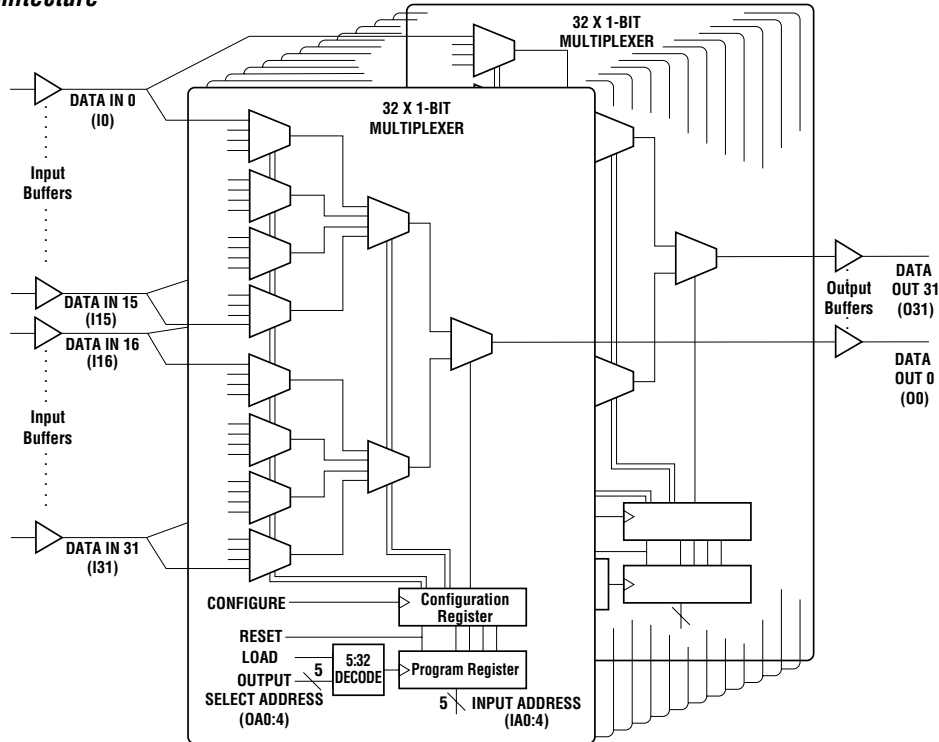 32 X 1-BIT
MULTIPLEXER
32 X 1-BIT
MULTIPLEXER
DATA IN 0
(I0)
Input
Buffers
DATA IN 15
(I15)
DATA IN 16
(I16)
Input
Buffers
DATA IN 31
(I31)
DATA
OUT 31
(O31)
Output
Buffers
DATA
OUT 0
(O0)
CONFIGURE
Configuration
Register
RESET
LOAD
OUTPUT
SELECT ADDRESS
(OA0:4)
5
5:32
DECODE
Program Register
5
INPUT ADDRESS
(IA0:4)